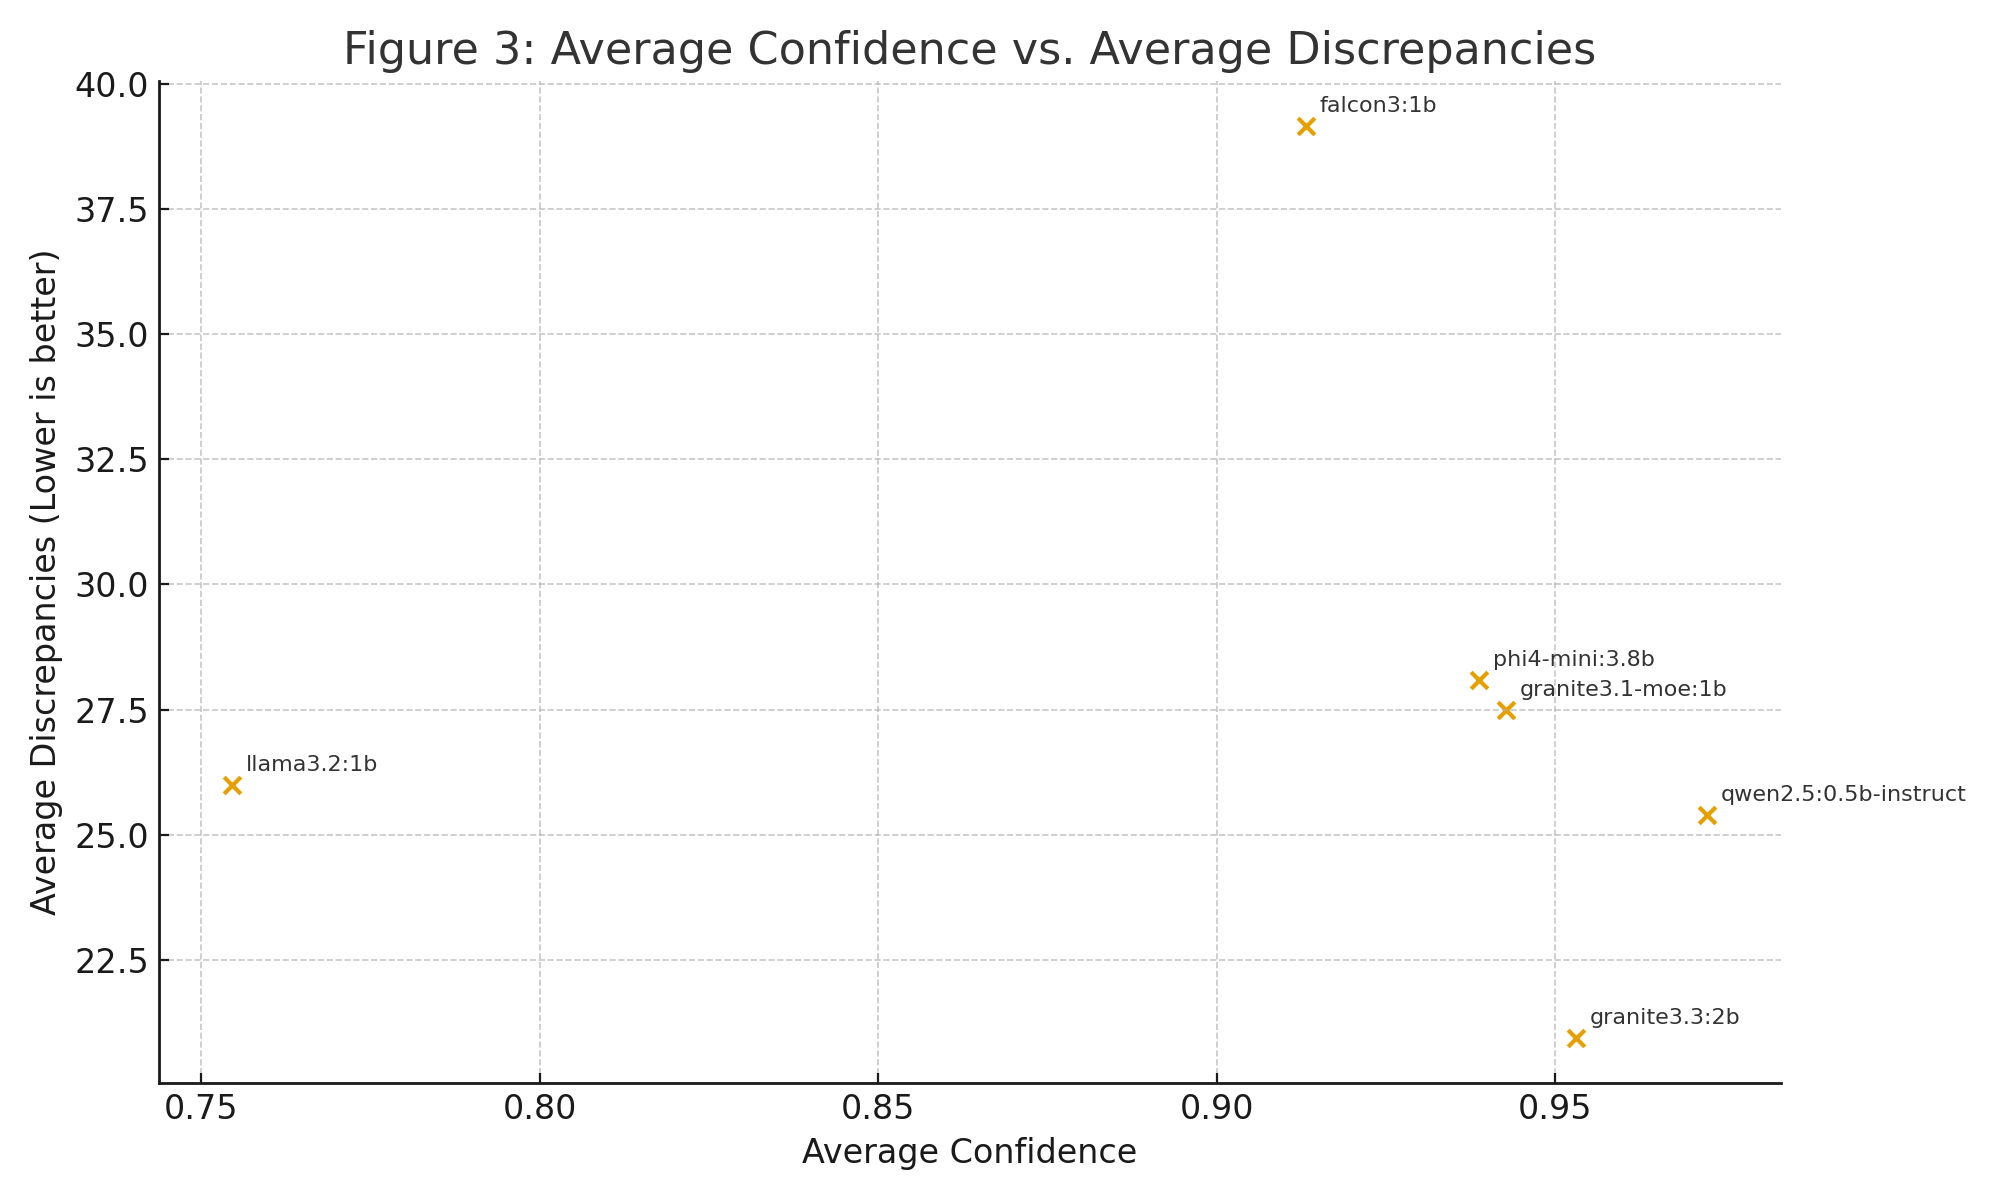 Figure 3: Average Confidence vs. Average Discrepancies
Average Discrepancies (Lower is better)
40.0
37.5
35.0
32.5
30.0
27.5
25.0
22.5
falcon3:1b
phi4-mini:3.8b
granite3.1-moe:1b
llama3.2:1b
qwen2.5:0.5b-instruct
granite3.3:2b
0.75
0.80
0.85
0.90
0.95
Average Confidence